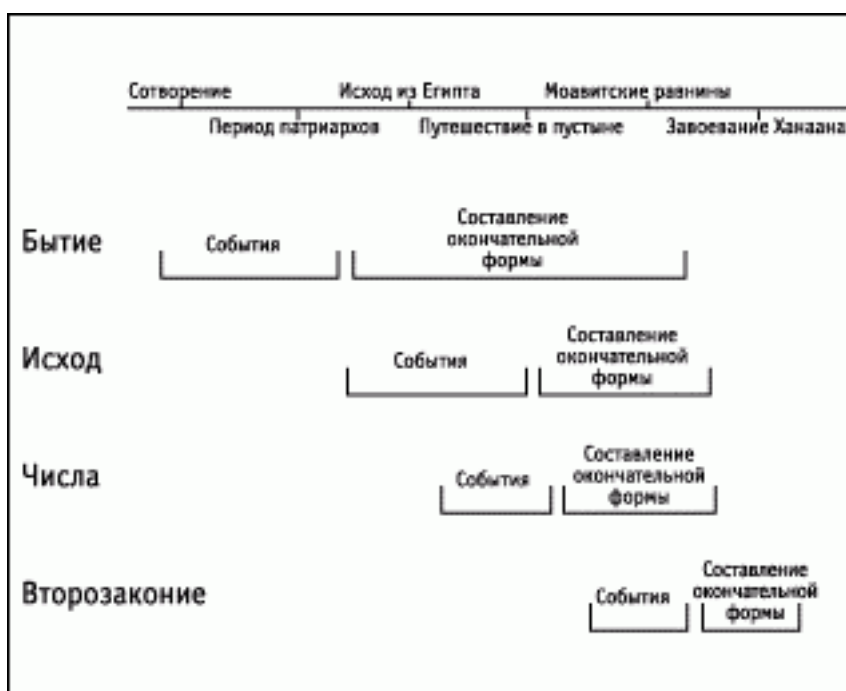 Сотворение Исход из Египта Моавитские равнины
Период патриархов Путешествие в пустыне Завоевание Ханаана
Бытие
События
Составление
окончательной
формы
Исход
События
Составление
окончательной
формы
Числа
События
Составление
окончательной
формы
Второзаконие
События
Составление
окончательной
формы